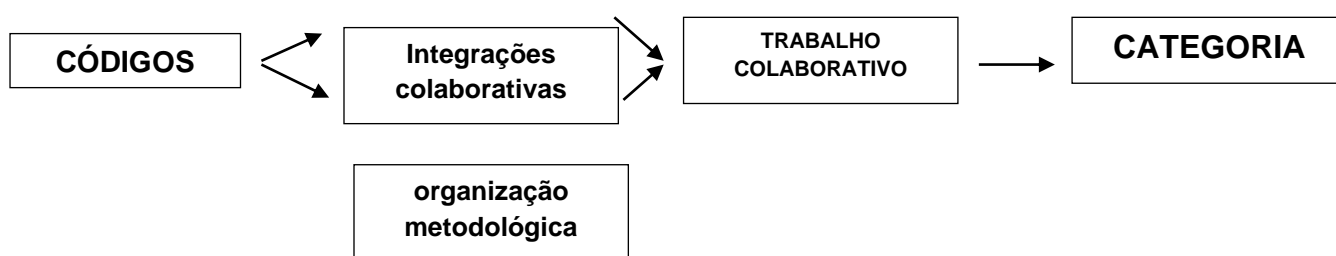 CÓDIGOS
Integrações
colaborativas
TRABALHO
COLABORATIVO
CATEGORIA
organização
metodológica